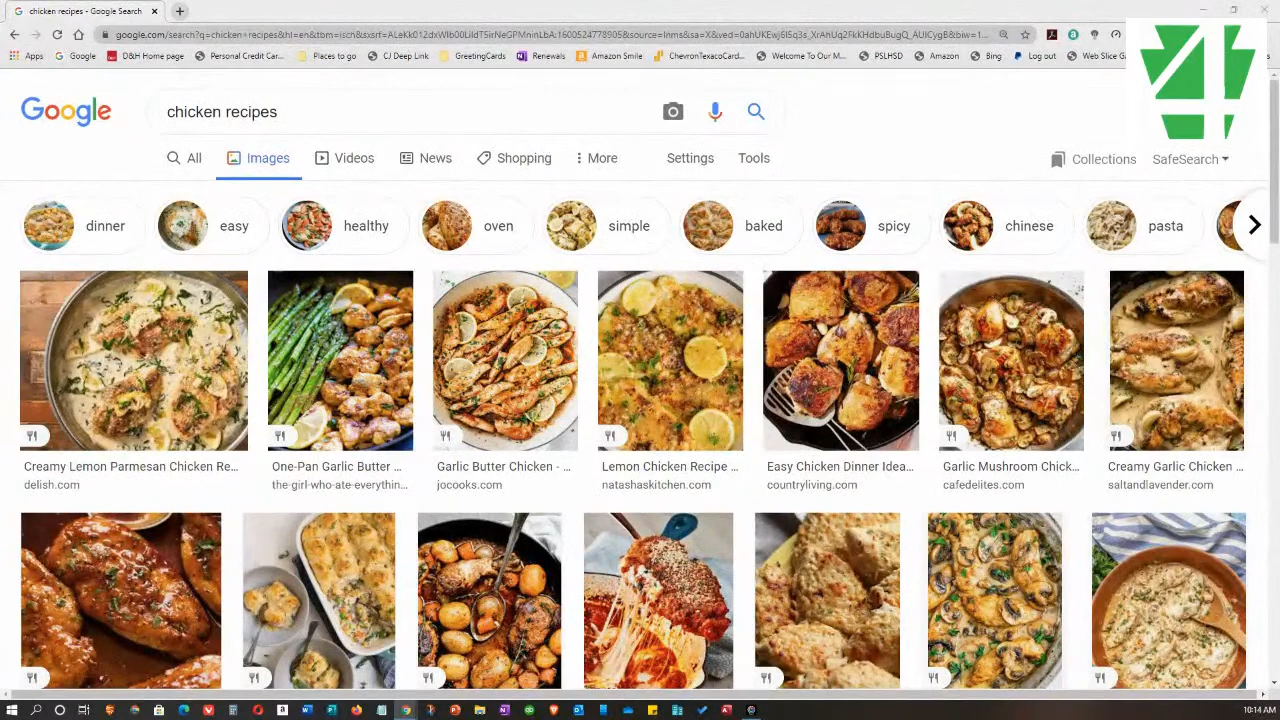 chicken recipes - Google Search
Apps Google D&H Home page Personal Credit Car... Places to go CJ Deep Link GreetingCards Renewals Amazon Smile ChevronTexacoCard... Welcome To Our M... PSLHSD Amazon Bing Log out Web Slice G
4
Google chicken recipes
All Images Videos News Shopping More Settings Tools Collections SafeSearch
dinner easy healthy oven simple baked spicy chinese pasta
Creamy Lemon Parmesan Chicken Re... One-Pan Garlic Butter ... Garlic Butter Chicken - ... Lemon Chicken Recipe ... Easy Chicken Dinner Idea... Garlic Mushroom Chick... Creamy Garlic Chicken ...
delish.com the-girl-who-ate-everythin... jocooks.com natashaskitchen.com countryliving.com cafedelites.com saltandlavender.com
10:14 AM